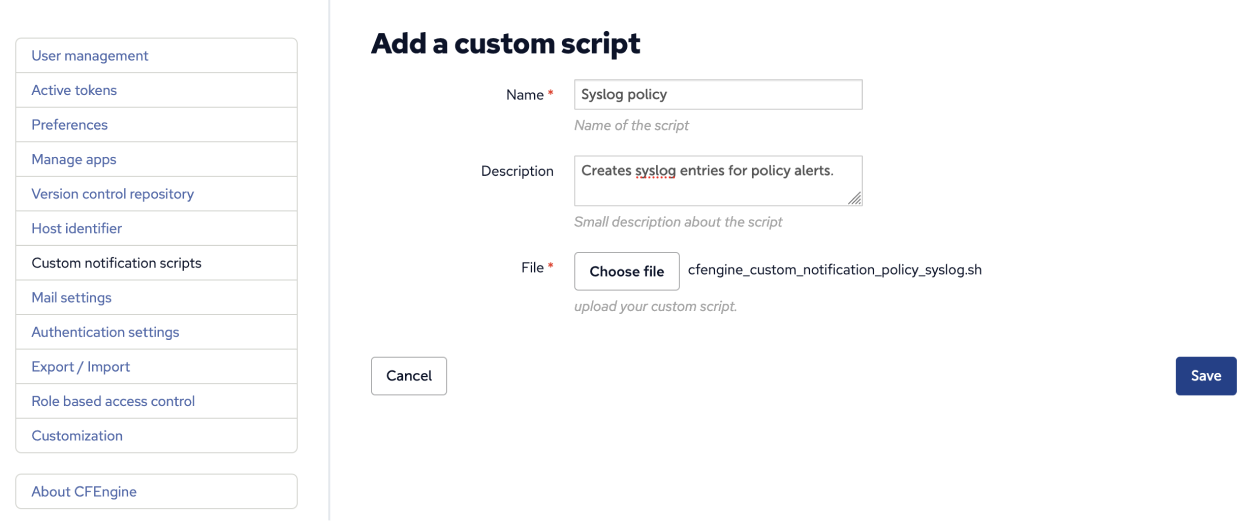 User management
Active tokens
Preferences
Manage apps
Version control repository
Host identifier
Custom notification scripts
Mail settings
Authentication settings
Export / Import
Role based access control
Customization
About CFEngine
Add a custom script
Name * Syslog policy
Name of the script
Description Creates syslog entries for policy alerts.
Small description about the script
File * Choose file cfengine_custom_notification_policy_syslog.sh
upload your custom script.
Cancel Save